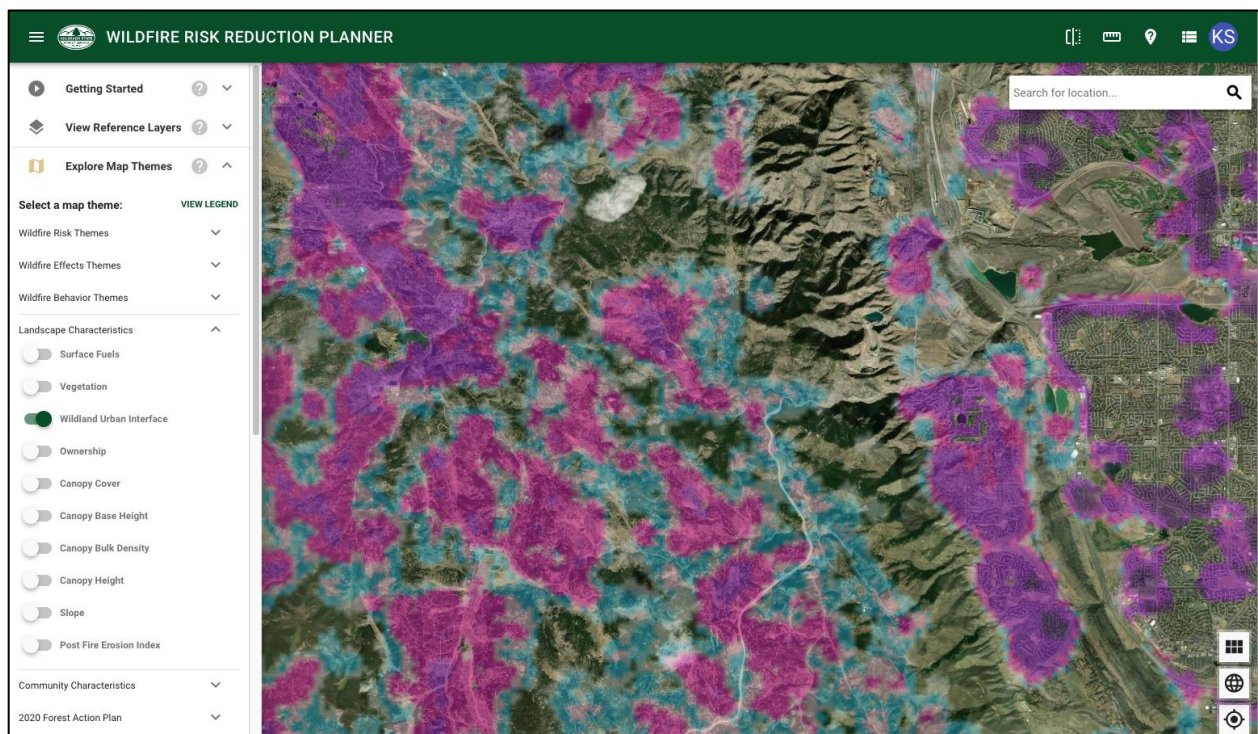 WILDFIRE RISK REDUCTION PLANNER
KS
Getting Started
View Reference Layers
Explore Map Themes
Search for location...
Select a map theme: VIEW LEGEND
Wildfire Risk Themes
Wildfire Effects Themes
Wildfire Behavior Themes
Landscape Characteristics
Surface Fuels
Vegetation
Wildland Urban Interface
Ownership
Canopy Cover
Canopy Base Height
Canopy Bulk Density
Canopy Height
Slope
Post Fire Erosion Index
Community Characteristics
2020 Forest Action Plan